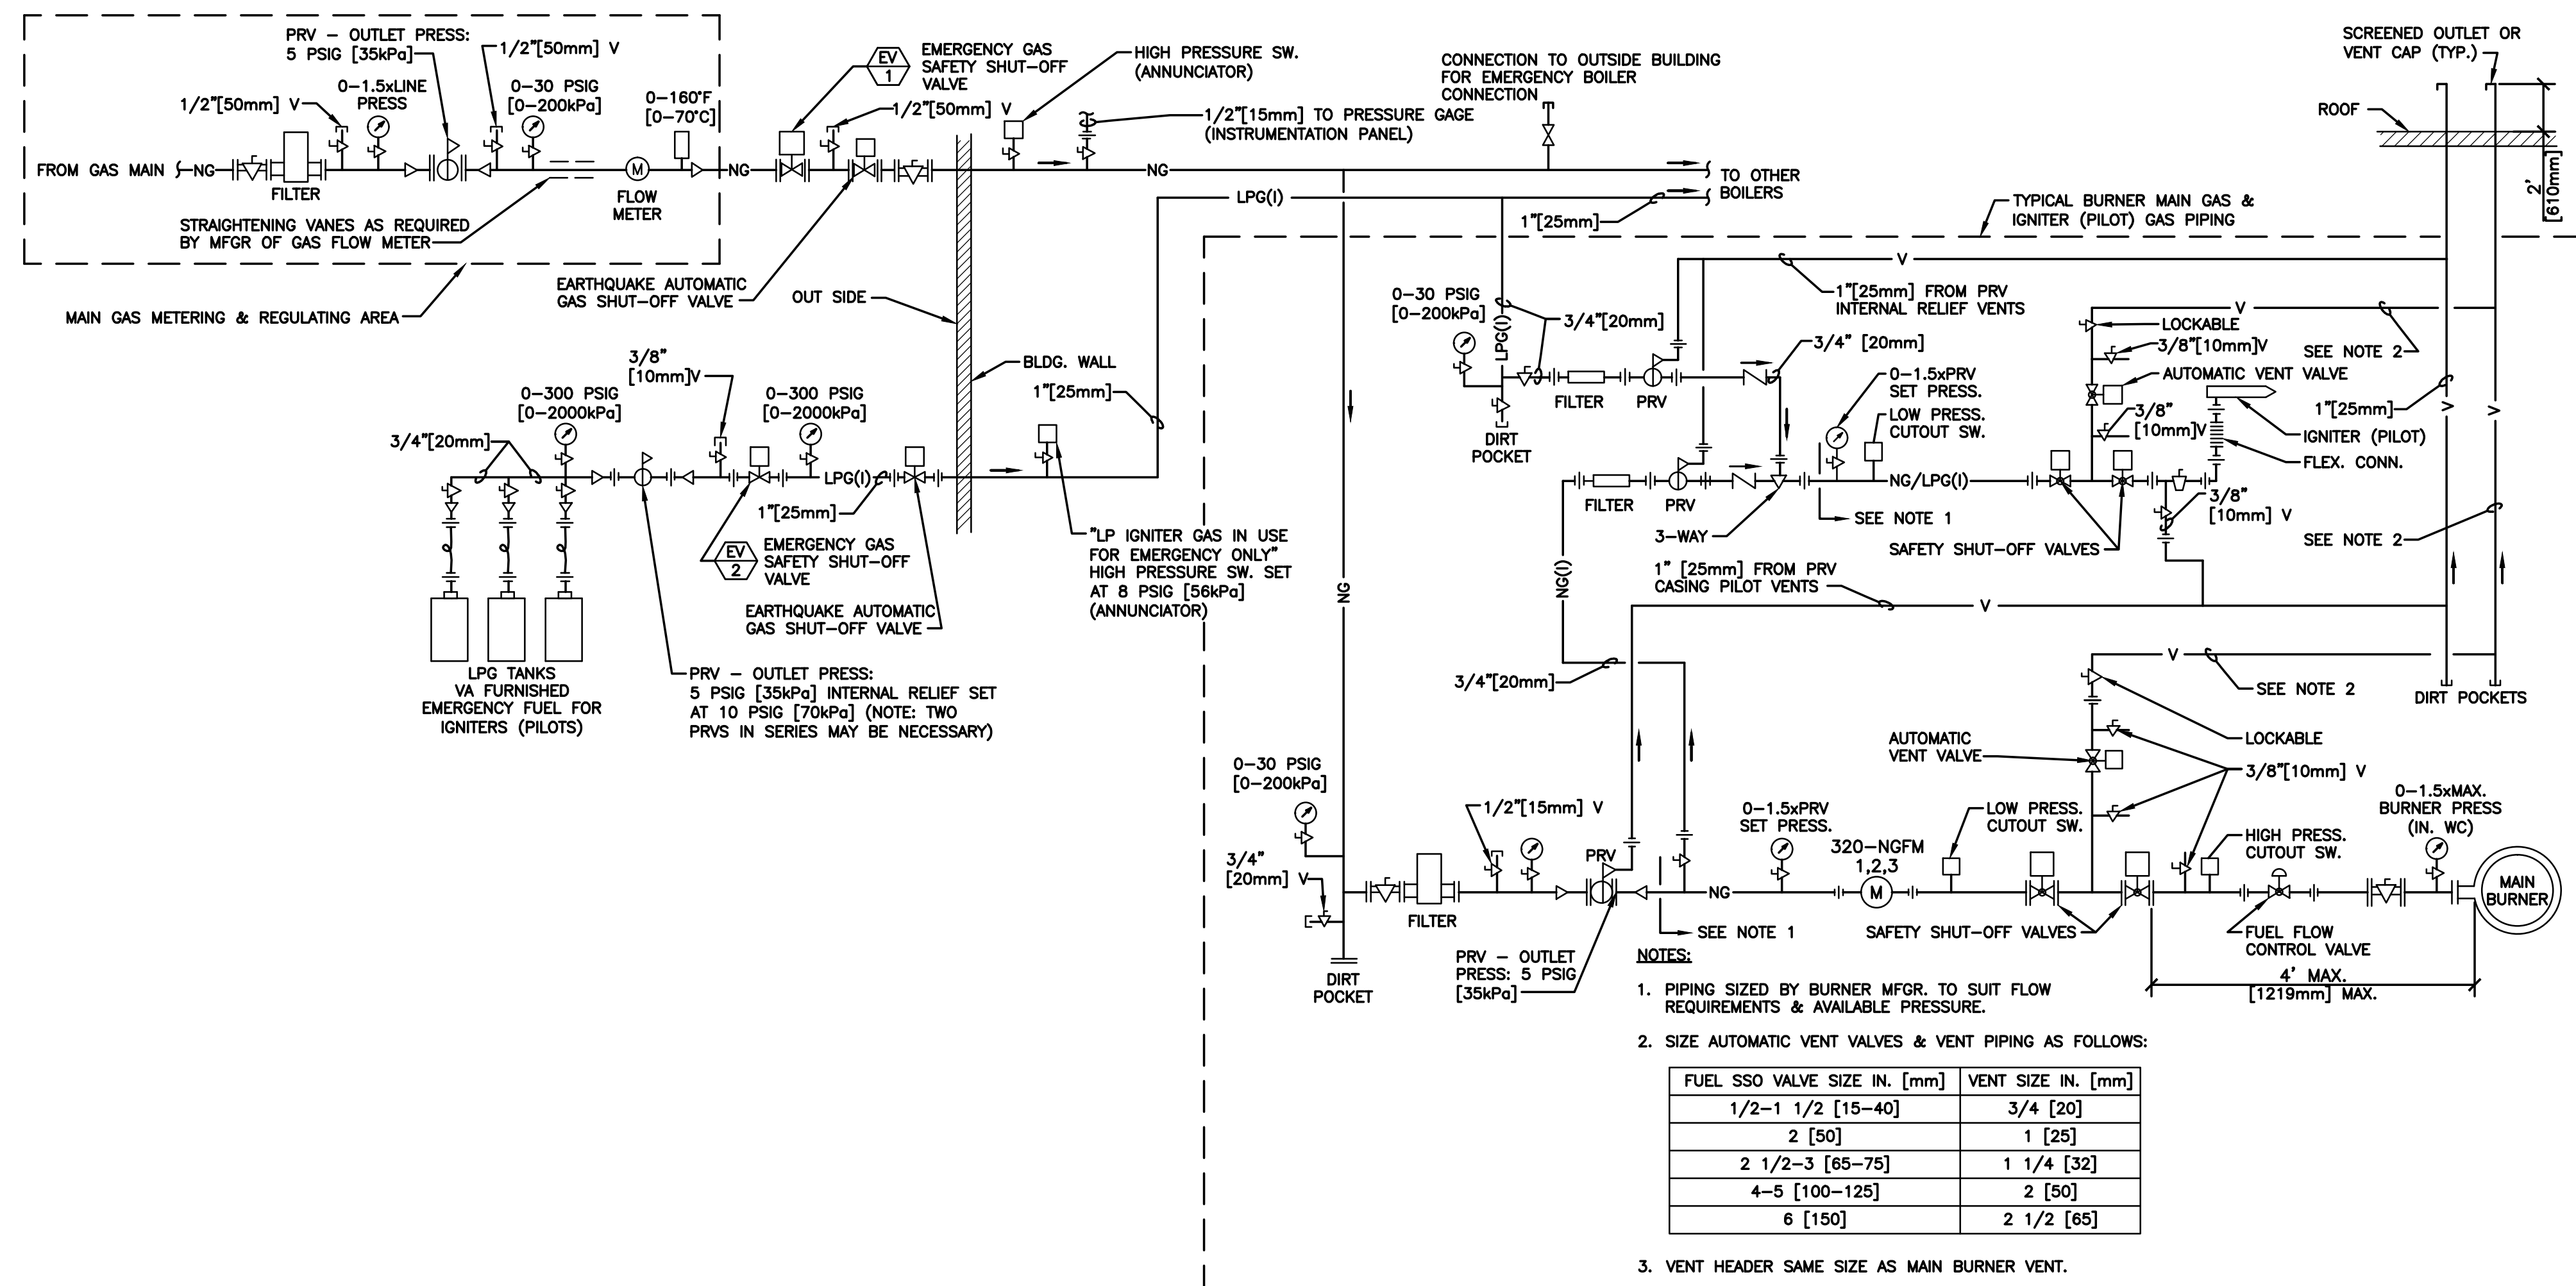 PRV – OUTLET PRESS:
5 PSIG [35kPa]
1/2"[50mm] V
1/2"[50mm] V
0–1.5xLINE
PRESS
0–30 PSIG
[0–200kPa]
0–160°F
[0–70°C]
FROM GAS MAIN
NG
FILTER
M
FLOW
METER
STRAIGHTENING VANES AS REQUIRED
BY MFGR OF GAS FLOW METER
MAIN GAS METERING & REGULATING AREA
NG
EV
1
EMERGENCY GAS
SAFETY SHUT–OFF
VALVE
1/2"[50mm] V
EARTHQUAKE AUTOMATIC
GAS SHUT–OFF VALVE
OUT SIDE
BLDG. WALL
HIGH PRESSURE SW.
(ANNUNCIATOR)
1/2"[15mm] TO PRESSURE GAGE
(INSTRUMENTATION PANEL)
NG
LPG(I)
CONNECTION TO OUTSIDE BUILDING
FOR EMERGENCY BOILER
CONNECTION
TO OTHER
BOILERS
1"[25mm]
SCREENED OUTLET OR
VENT CAP (TYP.)
ROOF
2'
[610mm]
TYPICAL BURNER MAIN GAS &
IGNITER (PILOT) GAS PIPING
3/8"
[10mm]V
0–300 PSIG
[0–2000kPa]
0–300 PSIG
[0–2000kPa]
3/4"[20mm]
LPG(I)
1"[25mm]
1"[25mm]
EV
2
EMERGENCY GAS
SAFETY SHUT–OFF
VALVE
EARTHQUAKE AUTOMATIC
GAS SHUT–OFF VALVE
"LP IGNITER GAS IN USE
FOR EMERGENCY ONLY"
HIGH PRESSURE SW. SET
AT 8 PSIG [56kPa]
(ANNUNCIATOR)
LPG TANKS
VA FURNISHED
EMERGENCY FUEL FOR
IGNITERS (PILOTS)
PRV – OUTLET PRESS:
5 PSIG [35kPa] INTERNAL RELIEF SET
AT 10 PSIG [70kPa] (NOTE: TWO
PRVS IN SERIES MAY BE NECESSARY)
V
1"[25mm] FROM PRV
INTERNAL RELIEF VENTS
0–30 PSIG
[0–200kPa]
LPG(I)
3/4"[20mm]
3/4" [20mm]
FILTER
PRV
DIRT
POCKET
0–1.5xPRV
SET PRESS.
LOW PRESS.
CUTOUT SW.
FILTER
PRV
3–WAY
SEE NOTE 1
NG/LPG(I)
SAFETY SHUT–OFF VALVES
V
LOCKABLE
3/8"[10mm]V
AUTOMATIC VENT VALVE
3/8"
[10mm]V
SEE NOTE 2
1"[25mm]
V
V
IGNITER (PILOT)
FLEX. CONN.
3/8"
[10mm] V
SEE NOTE 2
1" [25mm] FROM PRV
CASING PILOT VENTS
V
NG
NG(I)
3/4"[20mm]
V
SEE NOTE 2
DIRT POCKETS
LOCKABLE
AUTOMATIC
VENT VALVE
3/8"[10mm] V
0–30 PSIG
[0–200kPa]
3/4"
[20mm] V
DIRT
POCKET
FILTER
1/2"[15mm] V
PRV
PRV – OUTLET
PRESS: 5 PSIG
[35kPa]
SEE NOTE 1
NG
0–1.5xPRV
SET PRESS.
320–NGFM
1,2,3
M
LOW PRESS.
CUTOUT SW.
SAFETY SHUT–OFF VALVES
HIGH PRESS.
CUTOUT SW.
0–1.5xMAX.
BURNER PRESS
(IN. WC)
MAIN
BURNER
FUEL FLOW
CONTROL VALVE
4' MAX.
[1219mm] MAX.
NOTES:
1. PIPING SIZED BY BURNER MFGR. TO SUIT FLOW
REQUIREMENTS & AVAILABLE PRESSURE.
2. SIZE AUTOMATIC VENT VALVES & VENT PIPING AS FOLLOWS:
FUEL SSO VALVE SIZE IN. [mm] VENT SIZE IN. [mm]
1/2–1 1/2 [15–40] 3/4 [20]
2 [50] 1 [25]
2 1/2–3 [65–75] 1 1/4 [32]
4–5 [100–125] 2 [50]
6 [150] 2 1/2 [65]
3. VENT HEADER SAME SIZE AS MAIN BURNER VENT.